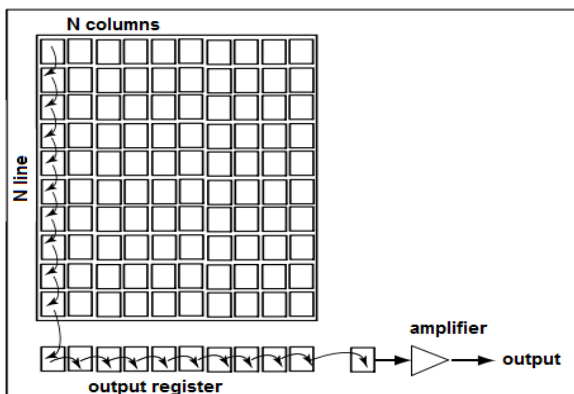 N columns
N line
amplifier
output
output register